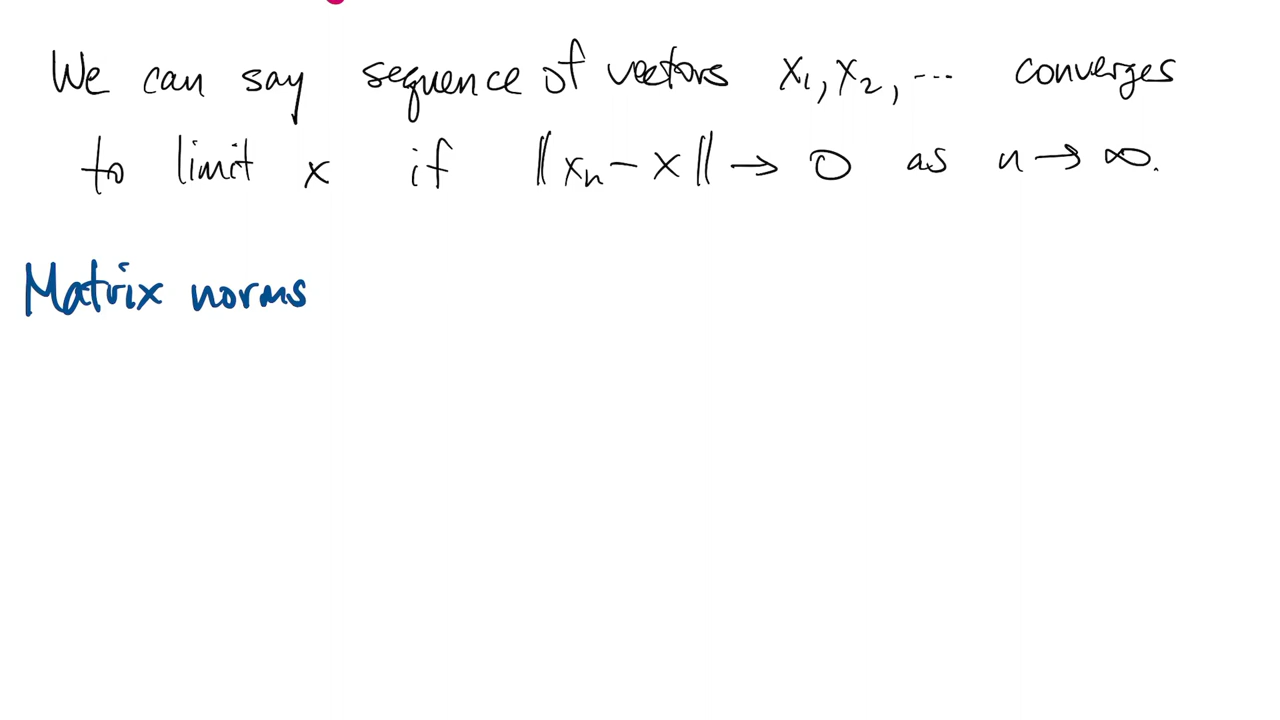 We can say sequence of vectors x₁, x₂, ... converges
to limit x if ‖xₙ − x‖ → 0 as n → ∞.
Matrix norms